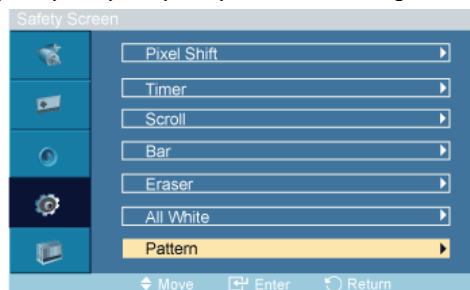 Safety Screen
Pixel Shift
Timer
Scroll
Bar
Eraser
All White
Pattern
Move Enter Return